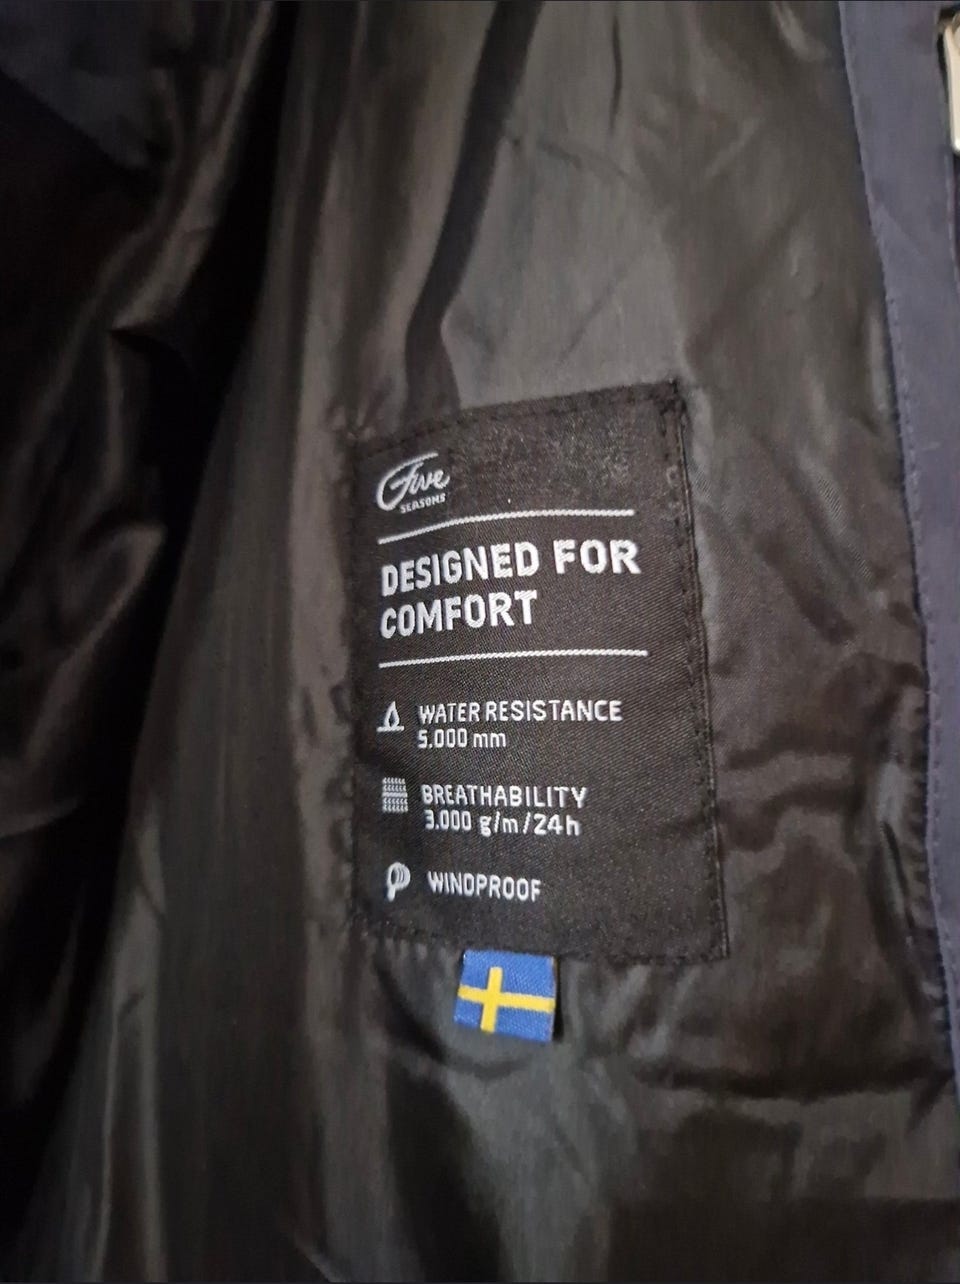 Five
SEASONS
DESIGNED FOR
COMFORT
WATER RESISTANCE
5.000 mm
BREATHABILITY
3.000 g/m/24h
WINDPROOF